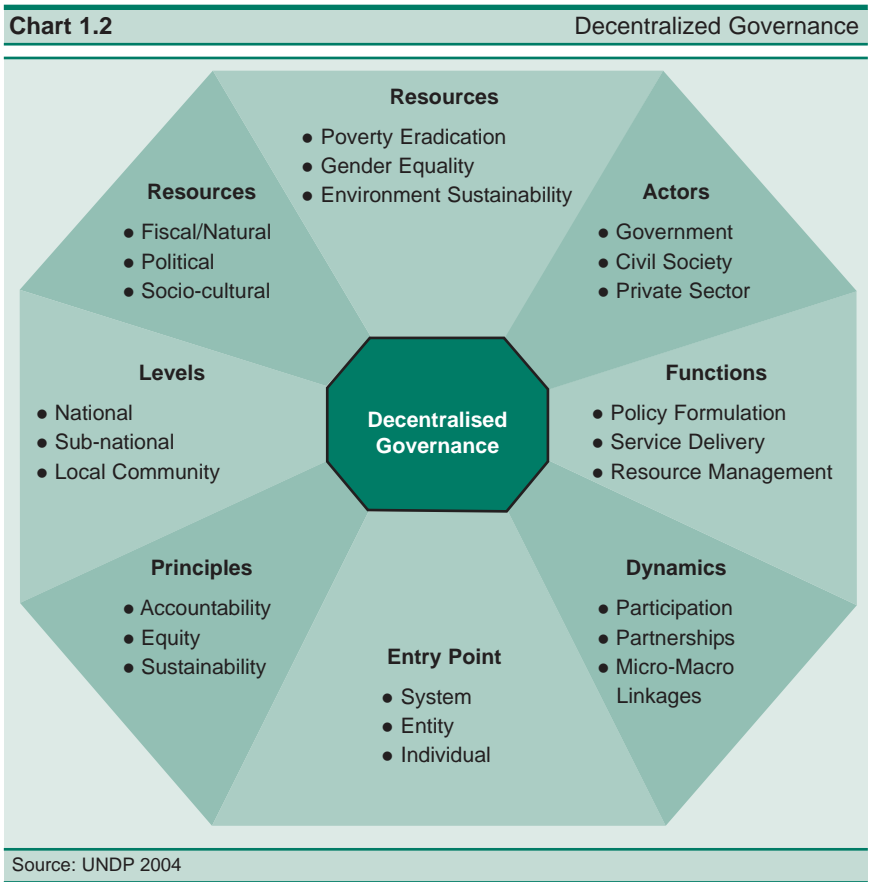 Chart 1.2 Decentralized Governance
Resources
● Poverty Eradication
● Gender Equality
● Environment Sustainability
Actors
● Government
● Civil Society
● Private Sector
Functions
● Policy Formulation
● Service Delivery
● Resource Management
Dynamics
● Participation
● Partnerships
● Micro-Macro
Linkages
Entry Point
● System
● Entity
● Individual
Principles
● Accountability
● Equity
● Sustainability
Levels
● National
● Sub-national
● Local Community
Resources
● Fiscal/Natural
● Political
● Socio-cultural
Decentralised
Governance
Source: UNDP 2004